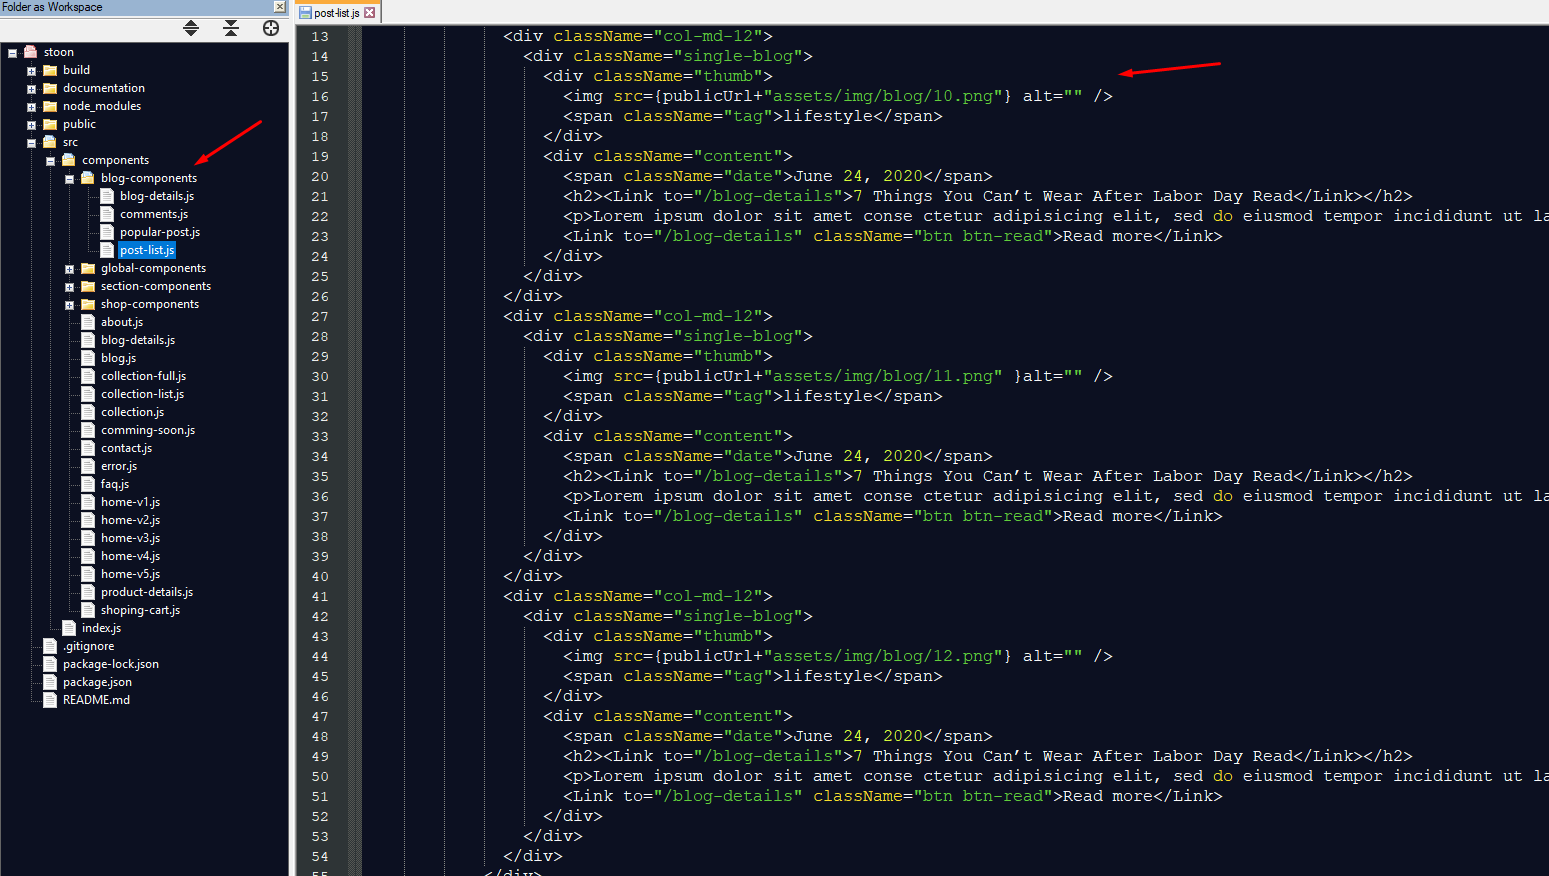 Folder as Workspace
stoon
build
documentation
node_modules
public
src
components
blog-components
blog-details.js
comments.js
popular-post.js
post-list.js
global-components
section-components
shop-components
about.js
blog-details.js
blog.js
collection-full.js
collection-list.js
collection.js
comming-soon.js
contact.js
error.js
faq.js
home-v1.js
home-v2.js
home-v3.js
home-v4.js
home-v5.js
product-details.js
shoping-cart.js
index.js
.gitignore
package-lock.json
package.json
README.md
post-list.js
13 <div className="col-md-12">
14 <div className="single-blog">
15 <div className="thumb">
16 <img src={publicUrl+"assets/img/blog/10.png"} alt="" />
17 <span className="tag">lifestyle</span>
18 </div>
19 <div className="content">
20 <span className="date">June 24, 2020</span>
21 <h2><Link to="/blog-details">7 Things You Can’t Wear After Labor Day Read</Link></h2>
22 <p>Lorem ipsum dolor sit amet conse ctetur adipisicing elit, sed do eiusmod tempor incididunt ut la
23 <Link to="/blog-details" className="btn btn-read">Read more</Link>
24 </div>
25 </div>
26 </div>
27 <div className="col-md-12">
28 <div className="single-blog">
29 <div className="thumb">
30 <img src={publicUrl+"assets/img/blog/11.png" }alt="" />
31 <span className="tag">lifestyle</span>
32 </div>
33 <div className="content">
34 <span className="date">June 24, 2020</span>
35 <h2><Link to="/blog-details">7 Things You Can’t Wear After Labor Day Read</Link></h2>
36 <p>Lorem ipsum dolor sit amet conse ctetur adipisicing elit, sed do eiusmod tempor incididunt ut la
37 <Link to="/blog-details" className="btn btn-read">Read more</Link>
38 </div>
39 </div>
40 </div>
41 <div className="col-md-12">
42 <div className="single-blog">
43 <div className="thumb">
44 <img src={publicUrl+"assets/img/blog/12.png"} alt="" />
45 <span className="tag">lifestyle</span>
46 </div>
47 <div className="content">
48 <span className="date">June 24, 2020</span>
49 <h2><Link to="/blog-details">7 Things You Can’t Wear After Labor Day Read</Link></h2>
50 <p>Lorem ipsum dolor sit amet conse ctetur adipisicing elit, sed do eiusmod tempor incididunt ut la
51 <Link to="/blog-details" className="btn btn-read">Read more</Link>
52 </div>
53 </div>
54 </div>
55 </div>